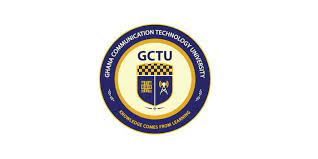 GHANA COMMUNICATION TECHNOLOGY UNIVERSITY
GCTU
KNOWLEDGE COMES FROM LEARNING